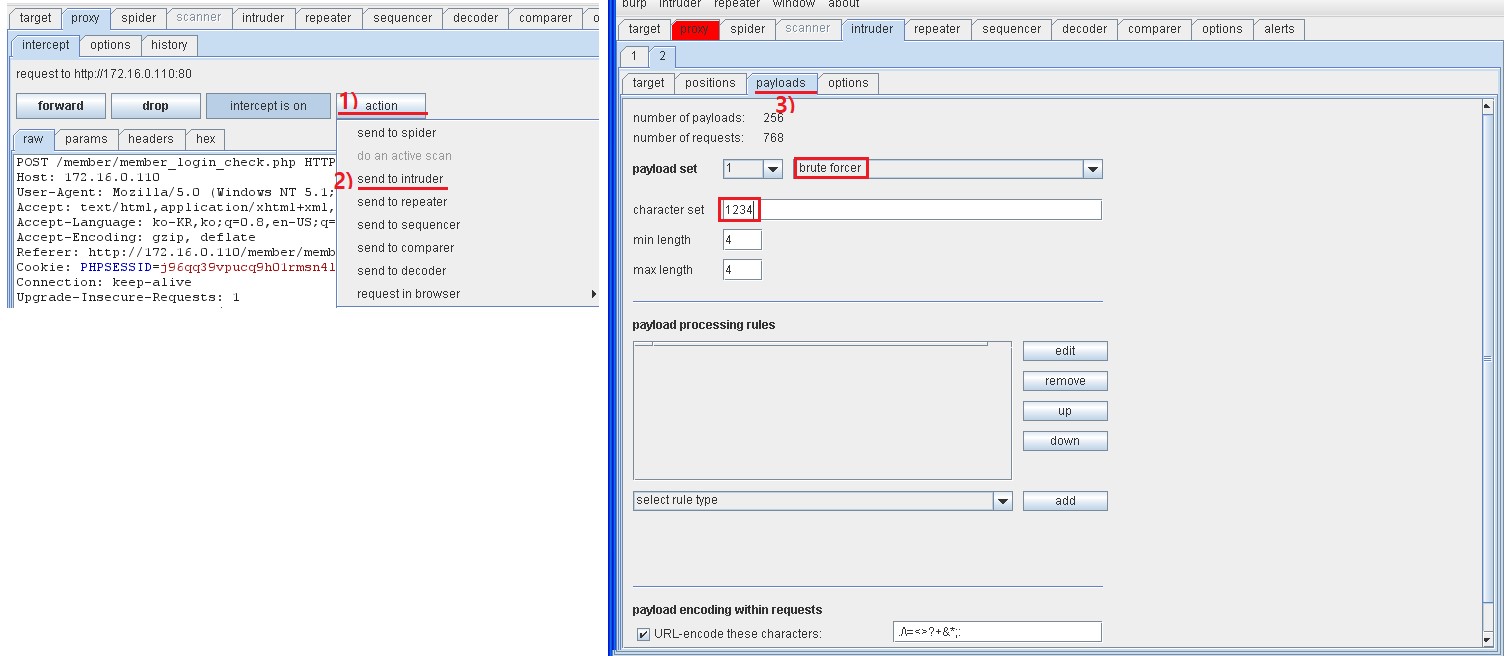 target proxy spider scanner intruder repeater sequencer decoder comparer o
intercept options history
request to http://172.16.0.110:80
forward drop intercept is on 1) action
raw params headers hex
POST /member/member_login_check.php HTTP
Host: 172.16.0.110
User-Agent: Mozilla/5.0 (Windows NT 5.1;
Accept: text/html,application/xhtml+xml,
Accept-Language: ko-KR,ko;q=0.8,en-US;q=
Accept-Encoding: gzip, deflate
Referer: http://172.16.0.110/member/memb
Cookie: PHPSESSID=j96qq39vpucq9h01rmsn4l
Connection: keep-alive
Upgrade-Insecure-Requests: 1
send to spider
do an active scan
2) send to intruder
send to repeater
send to sequencer
send to comparer
send to decoder
request in browser
burp intruder repeater window about
target proxy spider scanner intruder repeater sequencer decoder comparer options alerts
1 2
target positions payloads options
3)
number of payloads: 256
number of requests: 768
payload set 1 brute forcer
character set 1234
min length 4
max length 4
payload processing rules
edit
remove
up
down
select rule type add
payload encoding within requests
URL-encode these characters: ./\=<>?+&*;: